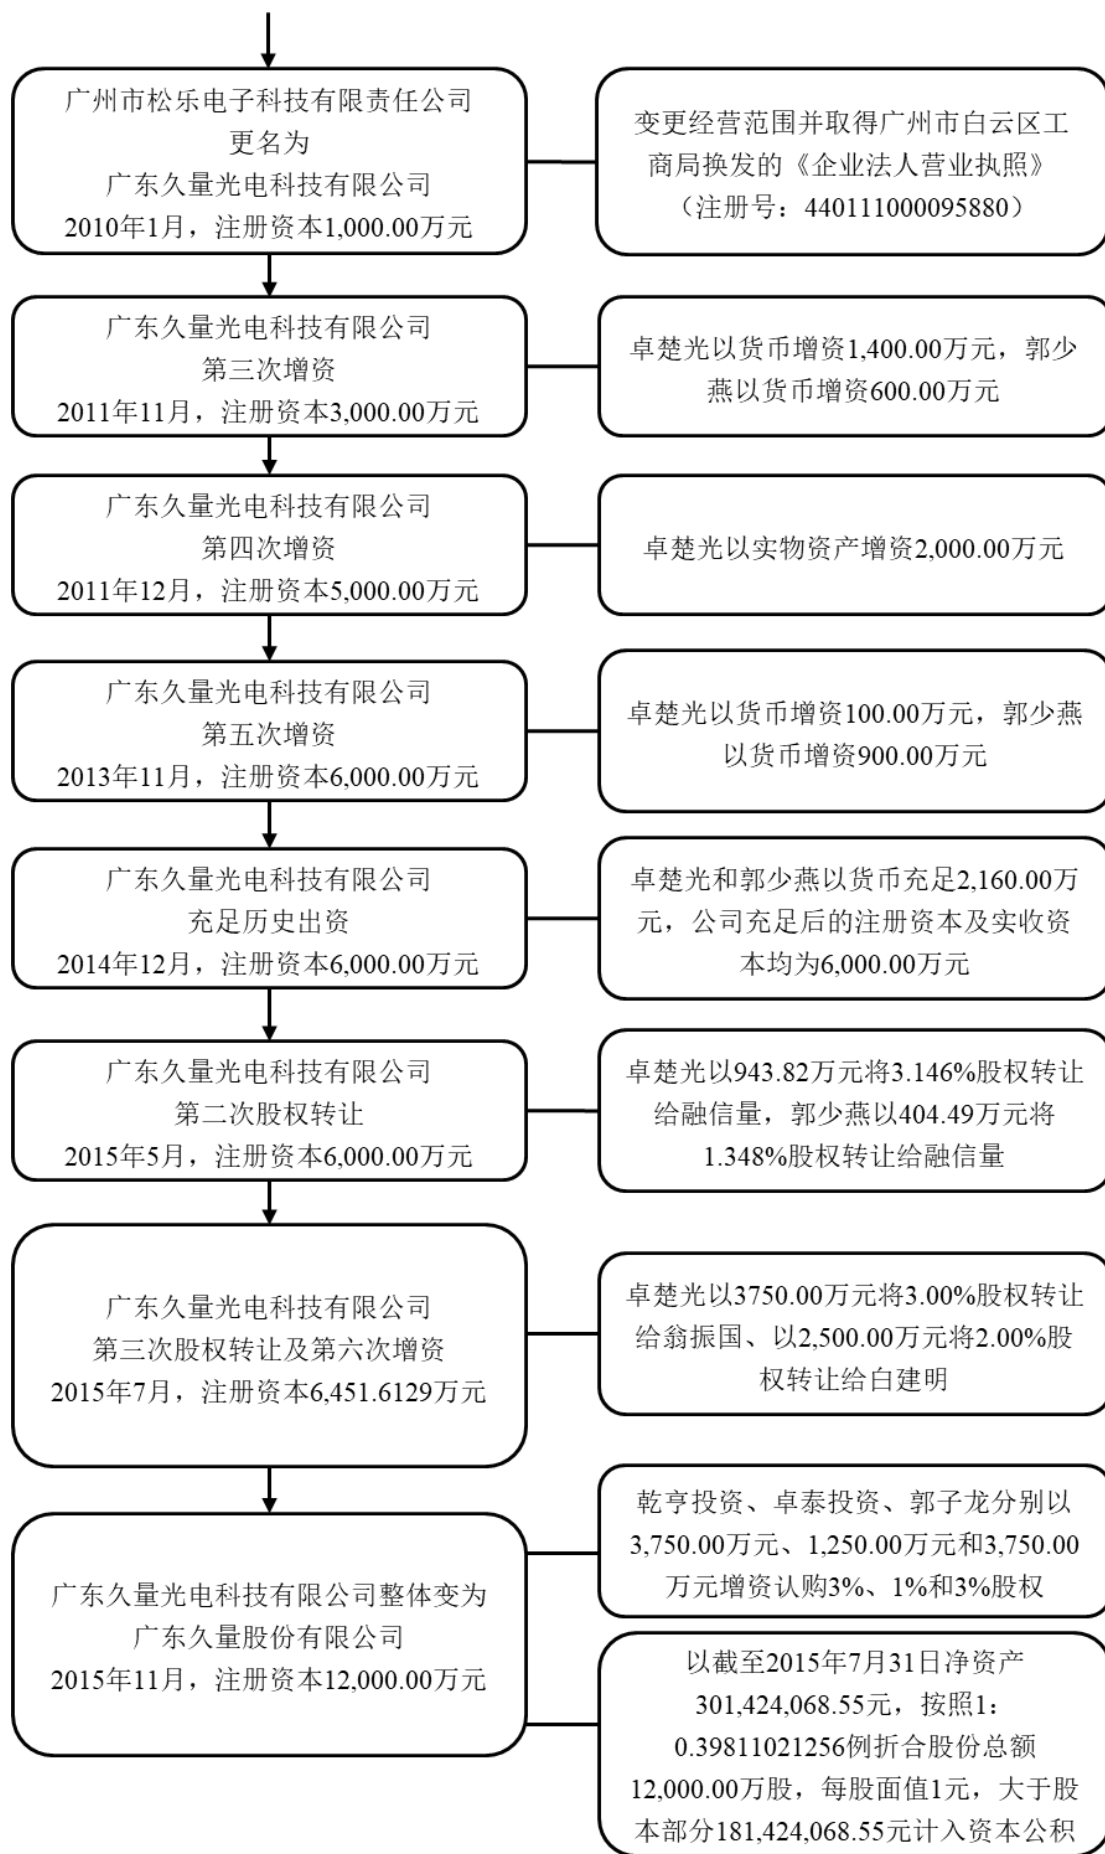 广州市松乐电子科技有限责任公司
更名为
广东久量光电科技有限公司
2010年1月，注册资本1,000.00万元
变更经营范围并取得广州市白云区工
商局换发的《企业法人营业执照》
（注册号：440111000095880）
广东久量光电科技有限公司
第三次增资
2011年11月，注册资本3,000.00万元
卓楚光以货币增资1,400.00万元，郭少
燕以货币增资600.00万元
广东久量光电科技有限公司
第四次增资
2011年12月，注册资本5,000.00万元
卓楚光以实物资产增资2,000.00万元
广东久量光电科技有限公司
第五次增资
2013年11月，注册资本6,000.00万元
卓楚光以货币增资100.00万元，郭少燕
以货币增资900.00万元
广东久量光电科技有限公司
充足历史出资
2014年12月，注册资本6,000.00万元
卓楚光和郭少燕以货币充足2,160.00万
元，公司充足后的注册资本及实收资
本均为6,000.00万元
广东久量光电科技有限公司
第二次股权转让
2015年5月，注册资本6,000.00万元
卓楚光以943.82万元将3.146%股权转让
给融信量，郭少燕以404.49万元将
1.348%股权转让给融信量
广东久量光电科技有限公司
第三次股权转让及第六次增资
2015年7月，注册资本6,451.6129万元
卓楚光以3750.00万元将3.00%股权转让
给翁振国、以2,500.00万元将2.00%股
权转让给白建明
广东久量光电科技有限公司整体变为
广东久量股份有限公司
2015年11月，注册资本12,000.00万元
乾亨投资、卓泰投资、郭子龙分别以
3,750.00万元、1,250.00万元和3,750.00
万元增资认购3%、1%和3%股权
以截至2015年7月31日净资产
301,424,068.55元，按照1：
0.39811021256例折合股份总额
12,000.00万股，每股面值1元，大于股
本部分181,424,068.55元计入资本公积